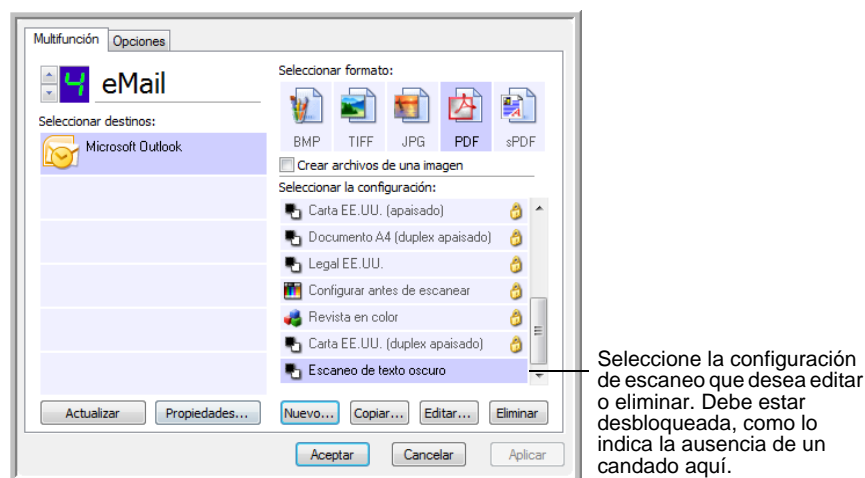 Multifunción
Opciones
4 eMail
Seleccionar destinos:
Microsoft Outlook
Seleccionar formato:
BMP TIFF JPG PDF sPDF
Crear archivos de una imagen
Seleccionar la configuración:
Carta EE.UU. (apaisado)
Documento A4 (duplex apaisado)
Legal EE.UU.
Configurar antes de escanear
Revista en color
Carta EE.UU. (duplex apaisado)
Escaneo de texto oscuro
Actualizar Propiedades... Nuevo... Copiar... Editar... Eliminar
Aceptar Cancelar Aplicar
Seleccione la configuración
de escaneo que desea editar
o eliminar. Debe estar
desbloqueada, como lo
indica la ausencia de un
candado aquí.